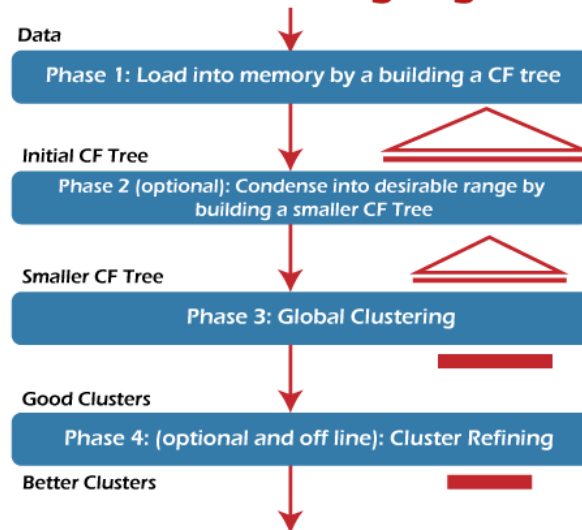 Data
Phase 1: Load into memory by a building a CF tree
Initial CF Tree
Phase 2 (optional): Condense into desirable range by
building a smaller CF Tree
Smaller CF Tree
Phase 3: Global Clustering
Good Clusters
Phase 4: (optional and off line): Cluster Refining
Better Clusters